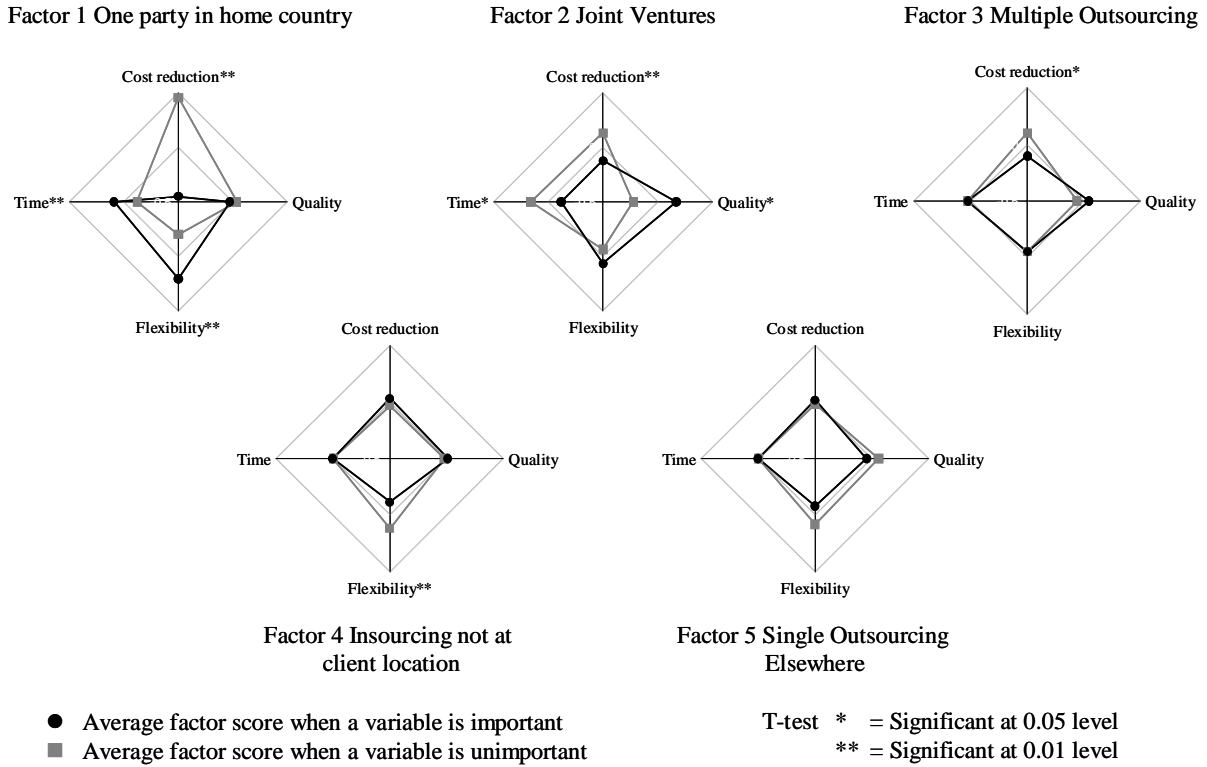 Factor 1 One party in home country
Factor 2 Joint Ventures
Factor 3 Multiple Outsourcing
Cost reduction**
Time**
Quality
Flexibility**
Cost reduction**
Time*
Quality*
Flexibility
Cost reduction*
Time
Quality
Flexibility
Cost reduction
Time
Quality
Flexibility**
Cost reduction
Time
Quality
Flexibility
Factor 4 Insourcing not at
client location
Factor 5 Single Outsourcing
Elsewhere
Average factor score when a variable is important
Average factor score when a variable is unimportant
T-test * = Significant at 0.05 level
** = Significant at 0.01 level